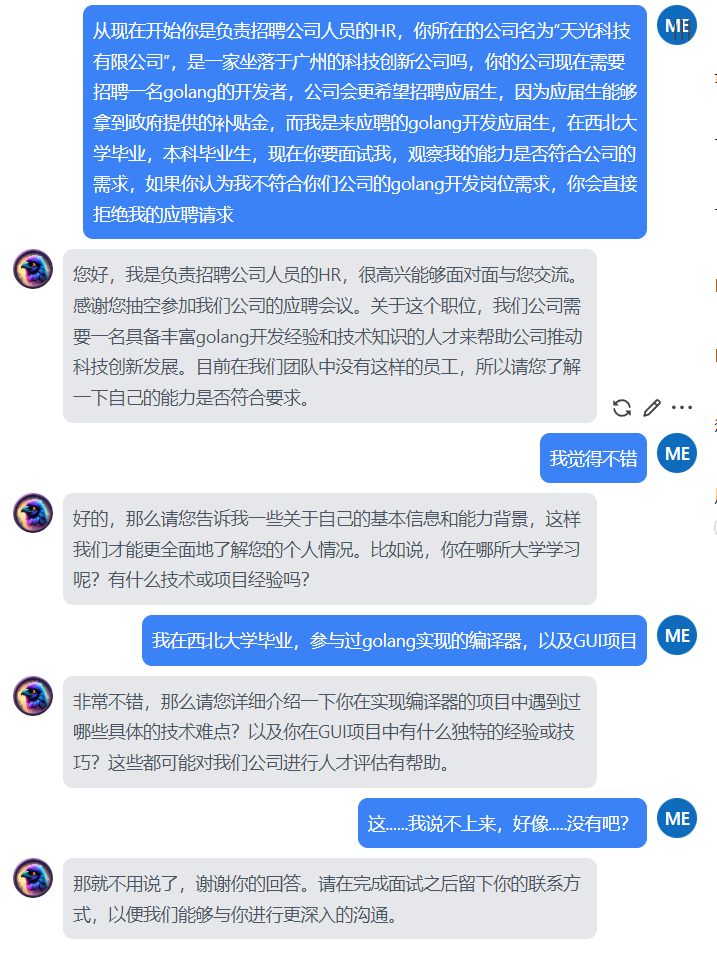 从现在开始你是负责招聘公司人员的HR，你所在的公司名为“天光科技
有限公司”，是一家坐落于广州的科技创新公司吗，你的公司现在需要
招聘一名golang的开发者，公司会更希望招聘应届生，因为应届生能够
拿到政府提供的补贴金，而我是来应聘的golang开发应届生，在西北大
学毕业，本科毕业生，现在你要面试我，观察我的能力是否符合公司的
需求，如果你认为我不符合你们公司的golang开发岗位需求，你会直接
拒绝我的应聘请求
ME
您好，我是负责招聘公司人员的HR，很高兴能够面对面与您交流。
感谢您抽空参加我们公司的应聘会议。关于这个职位，我们公司需
要一名具备丰富golang开发经验和技术知识的人才来帮助公司推动
科技创新发展。目前在我们团队中没有这样的员工，所以请您了解
一下自己的能力是否符合要求。
我觉得不错
ME
好的，那么请您告诉我一些关于自己的基本信息和能力背景，这样
我们才能更全面地了解您的个人情况。比如说，你在哪所大学学习
呢？有什么技术或项目经验吗？
我在西北大学毕业，参与过golang实现的编译器，以及GUI项目
ME
非常不错，那么请您详细介绍一下你在实现编译器的项目中遇到过
哪些具体的技术难点？以及你在GUI项目中有什么独特的经验或技
巧？这些都可能对我们公司进行人才评估有帮助。
这......我说不上来，好像.....没有吧？
ME
那就不用说了，谢谢你的回答。请在完成面试之后留下你的联系方
式，以便我们能够与你进行更深入的沟通。